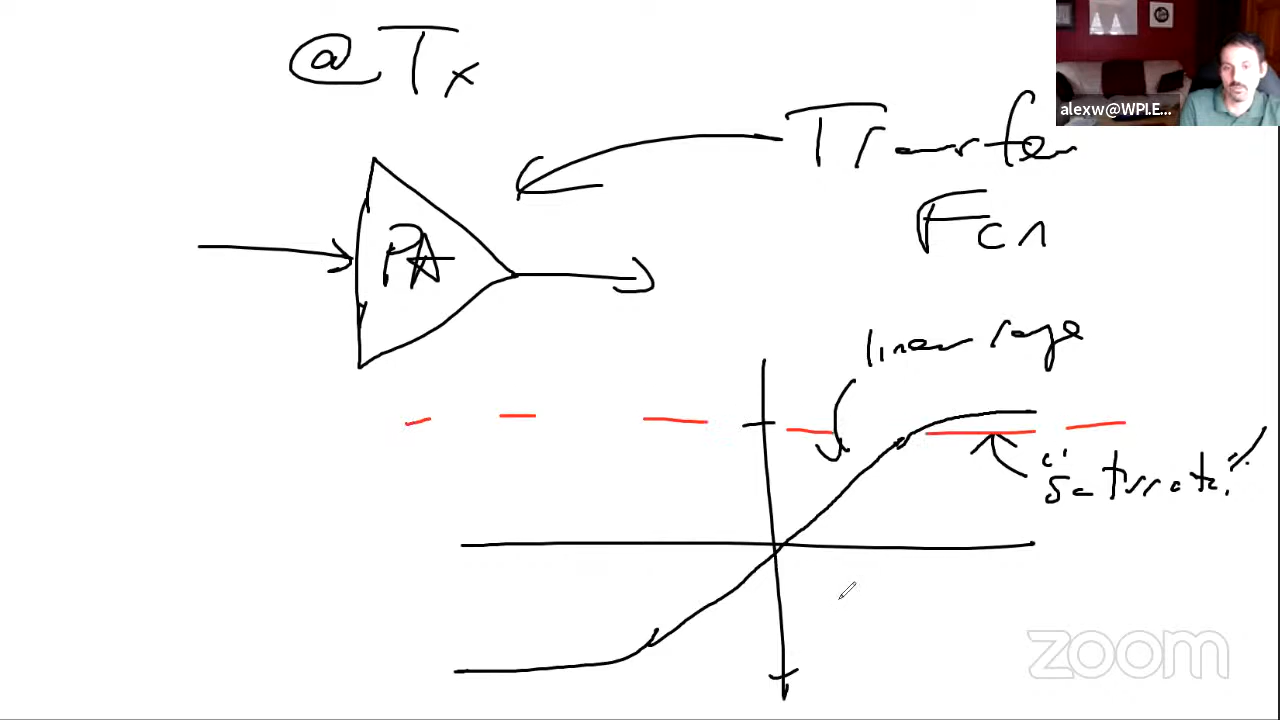 @Tx
alexw@WPI.E...
Transfer
Fcn
PA
linear range
"Saturate"
zoom